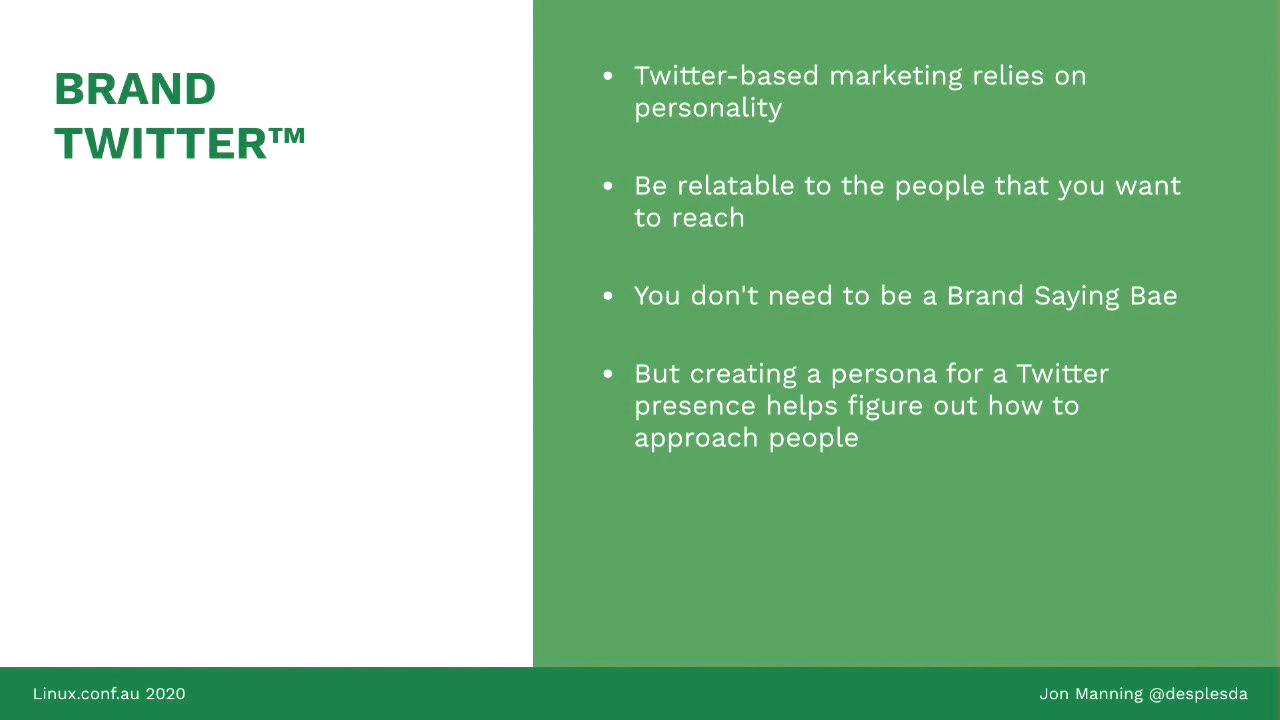 BRAND
TWITTER™
• Twitter-based marketing relies on
personality
• Be relatable to the people that you want
to reach
• You don't need to be a Brand Saying Bae
• But creating a persona for a Twitter
presence helps figure out how to
approach people
Linux.conf.au 2020
Jon Manning @desplesda